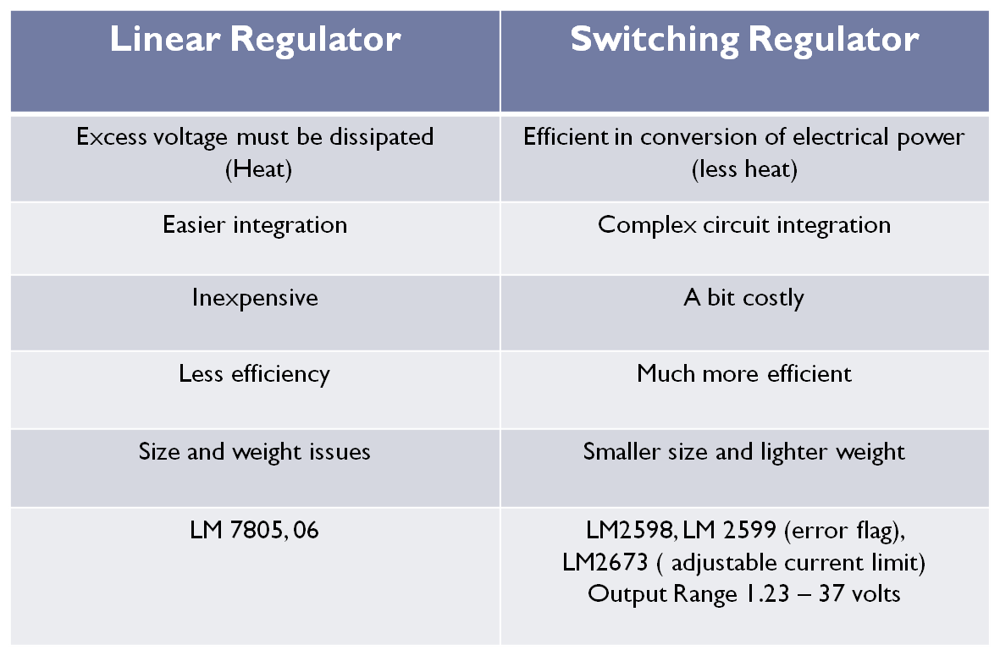 Linear Regulator
Switching Regulator
Excess voltage must be dissipated
(Heat)
Efficient in conversion of electrical power
(less heat)
Easier integration
Complex circuit integration
Inexpensive
A bit costly
Less efficiency
Much more efficient
Size and weight issues
Smaller size and lighter weight
LM 7805, 06
LM2598, LM 2599 (error flag),
LM2673 ( adjustable current limit)
Output Range 1.23 – 37 volts